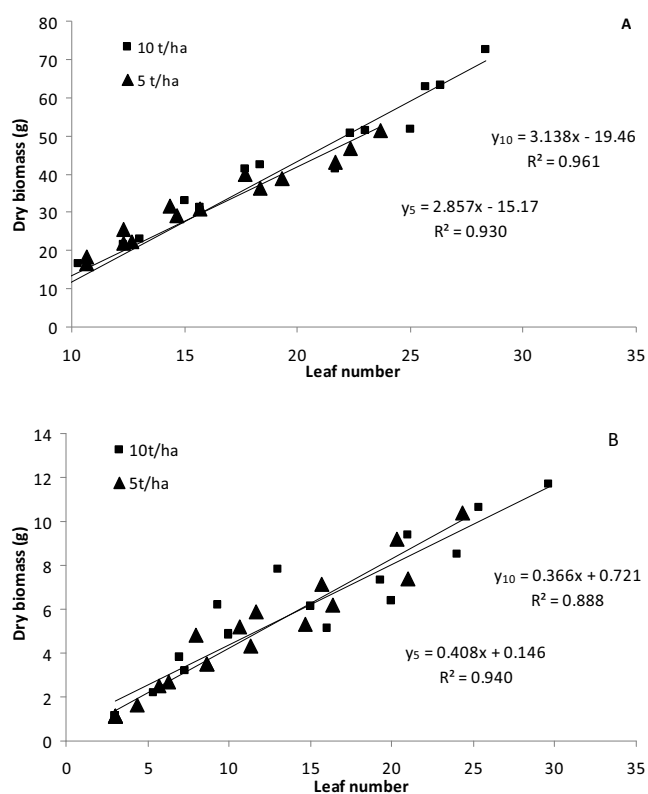 A
10 t/ha
5 t/ha
80
70
60
50
40
30
20
10
0
Dry biomass (g)
y₁₀ = 3.138x - 19.46
R² = 0.961
y₅ = 2.857x - 15.17
R² = 0.930
10 15 20 25 30 35
Leaf number
B
10t/ha
5t/ha
14
12
10
8
6
4
2
0
Dry biomass (g)
y₁₀ = 0.366x + 0.721
R² = 0.888
y₅ = 0.408x + 0.146
R² = 0.940
0 5 10 15 20 25 30 35
Leaf number